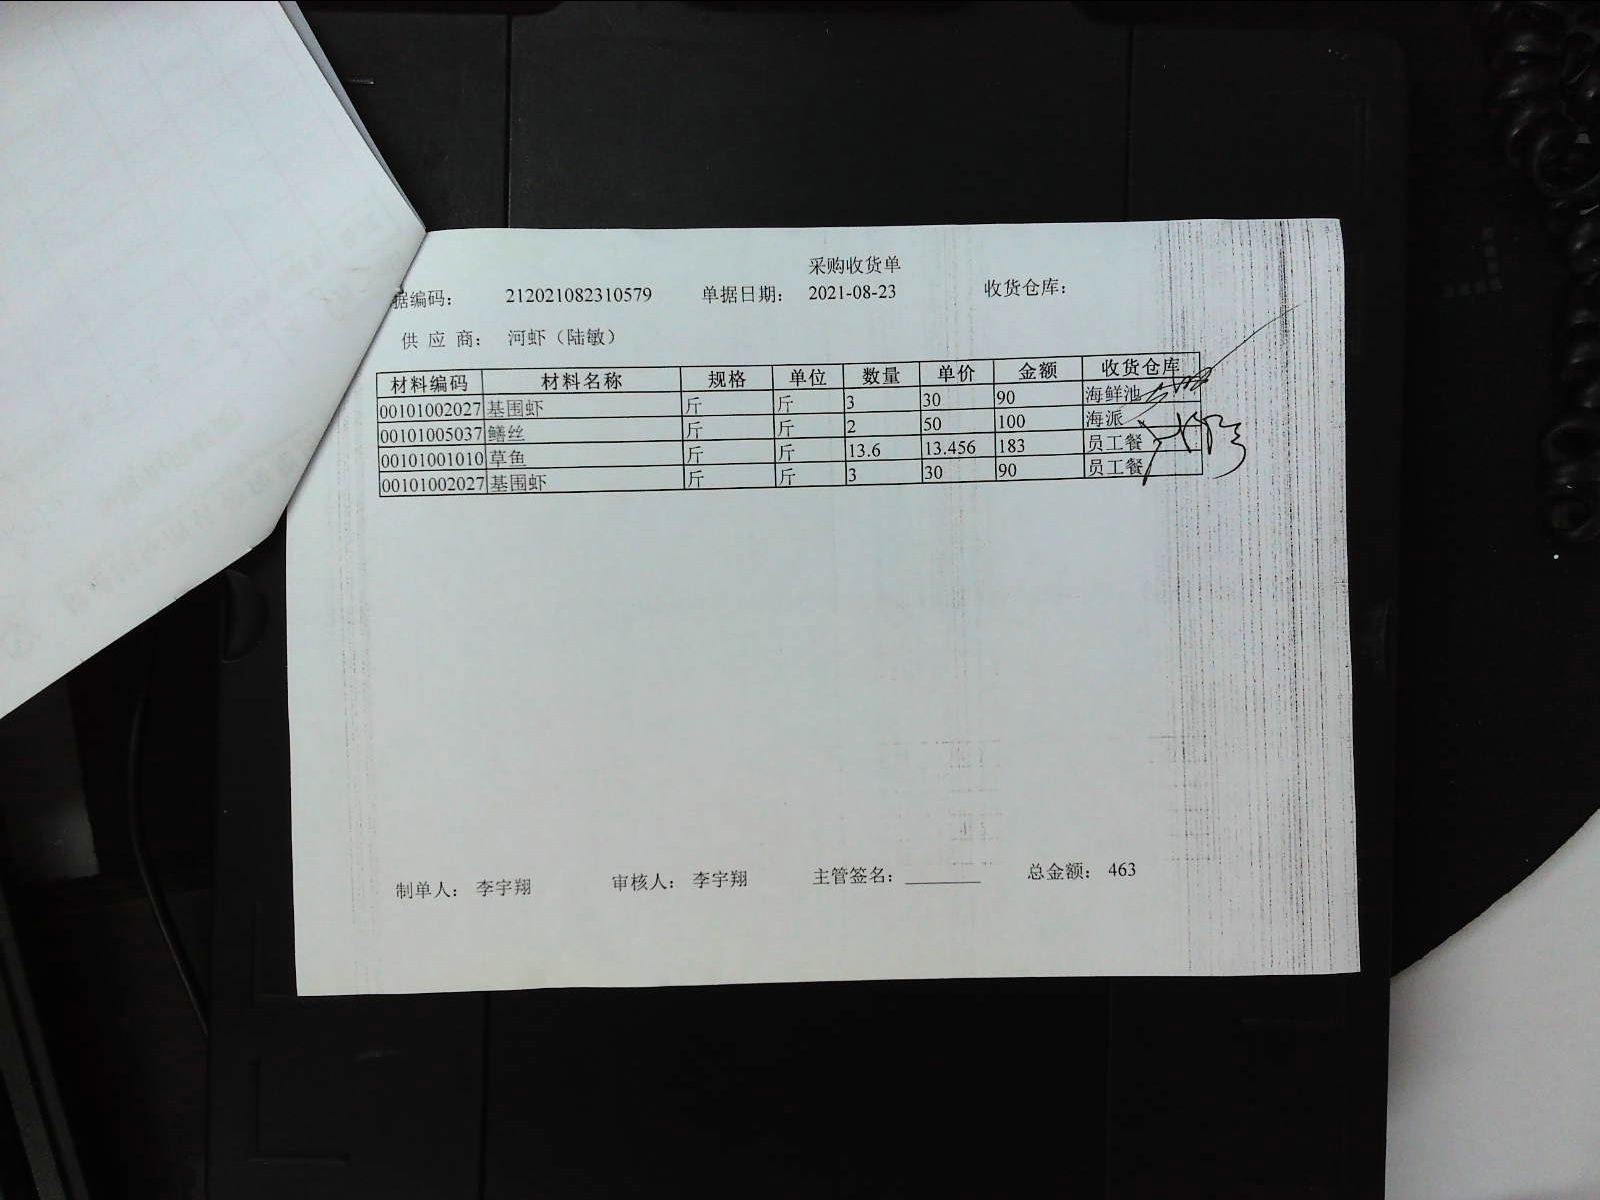 采购收货单
据编码： 212021082310579 单据日期： 2021-08-23 收货仓库：
供 应 商： 河虾（陆敏）
材料编码 材料名称 规格 单位 数量 单价 金额 收货仓库
00101002027 基围虾 斤 斤 3 30 90 海鲜池
00101005037 鳝丝 斤 斤 2 50 100 海派
00101001010 草鱼 斤 斤 13.6 13.456 183 员工餐
00101002027 基围虾 斤 斤 3 30 90 员工餐
制单人： 李宇翔 审核人： 李宇翔 主管签名：________ 总金额： 463